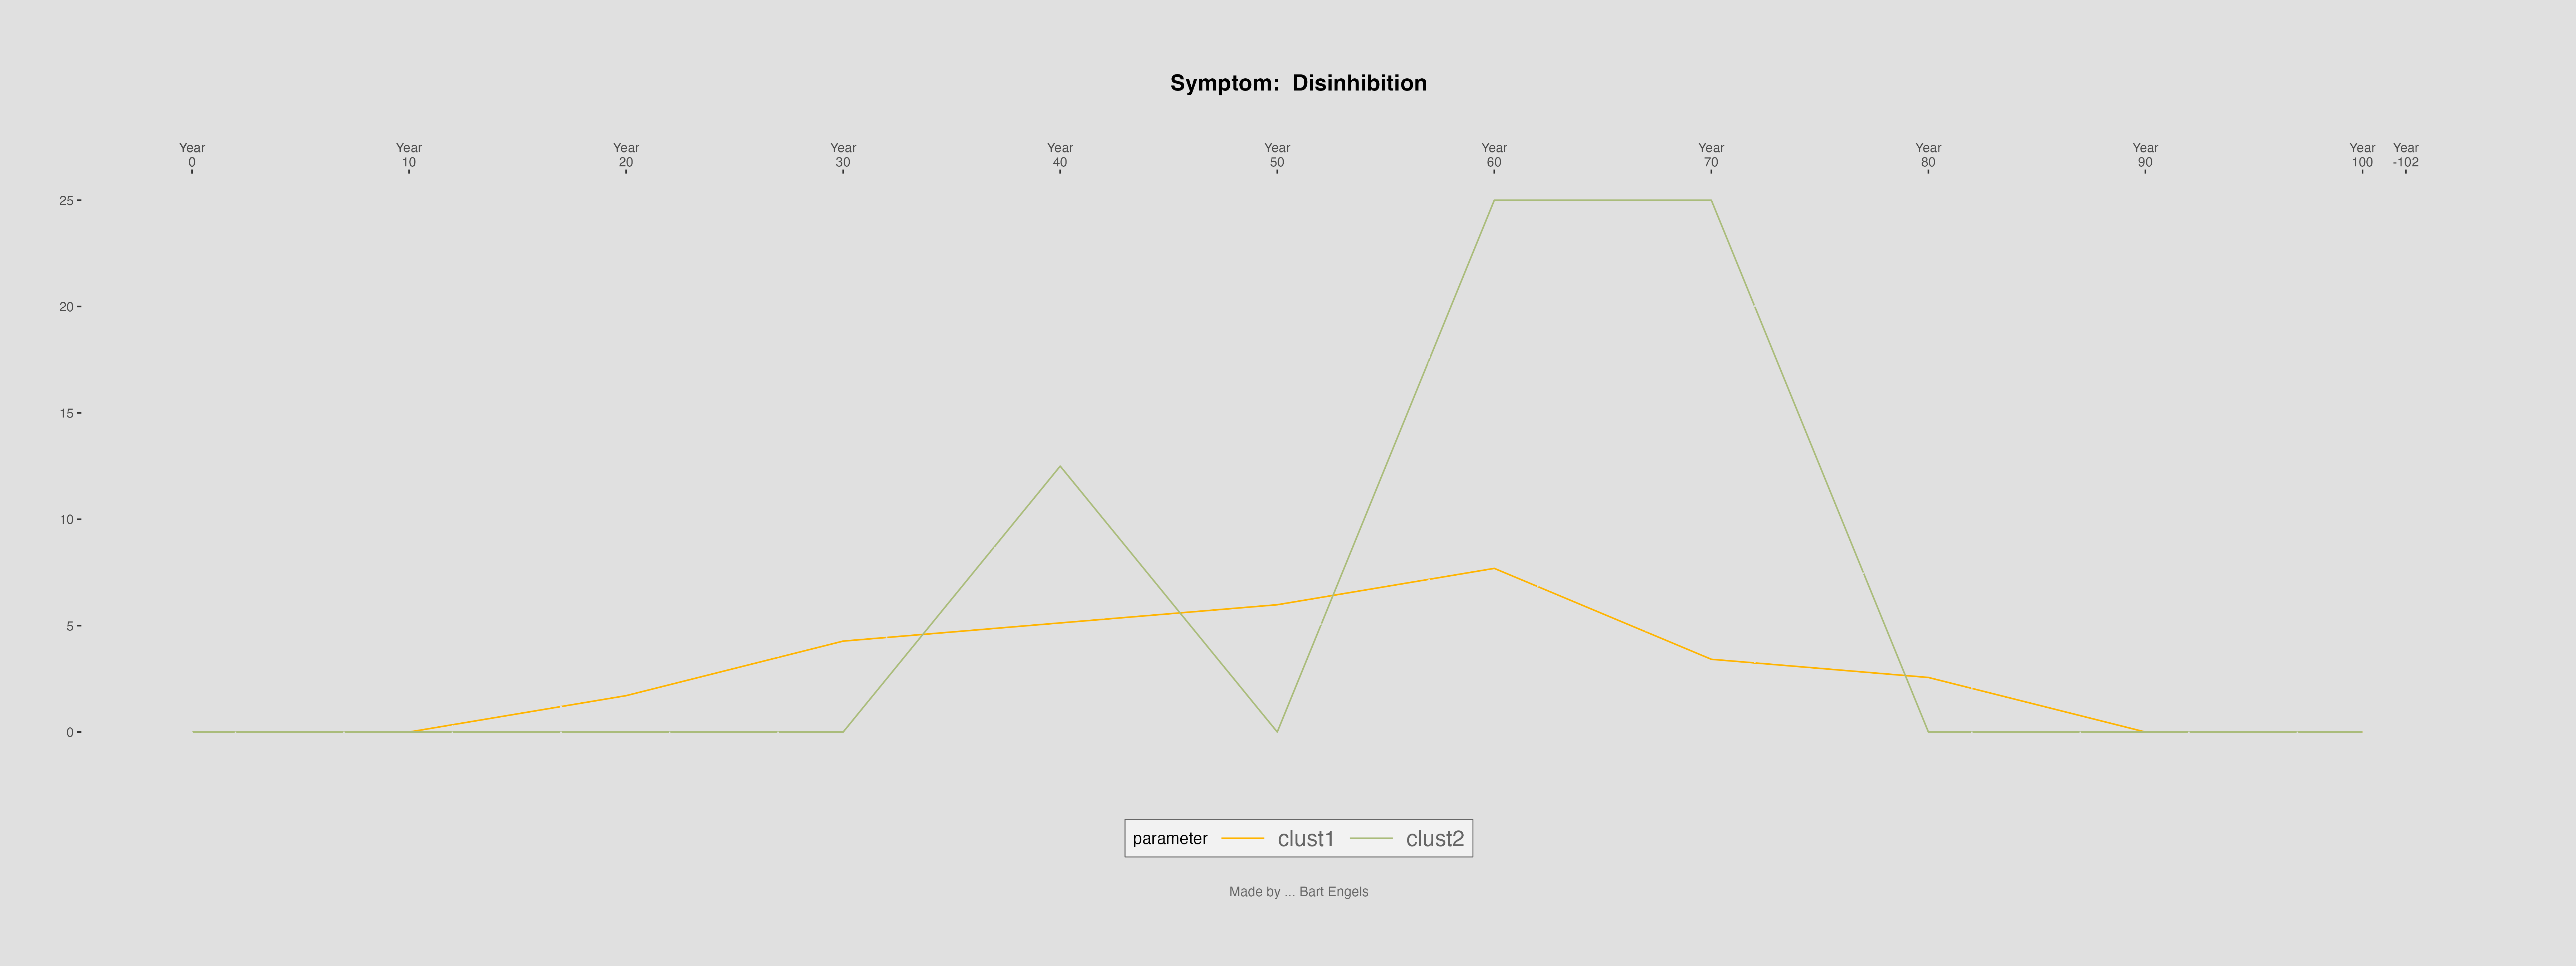 Symptom:  Disinhibition
Year Year Year Year Year Year Year Year Year Year Year Year
0 10 20 30 40 50 60 70 80 90 100 -102
25
20
15
10
5
0
parameter clust1 clust2
Made by ... Bart Engels